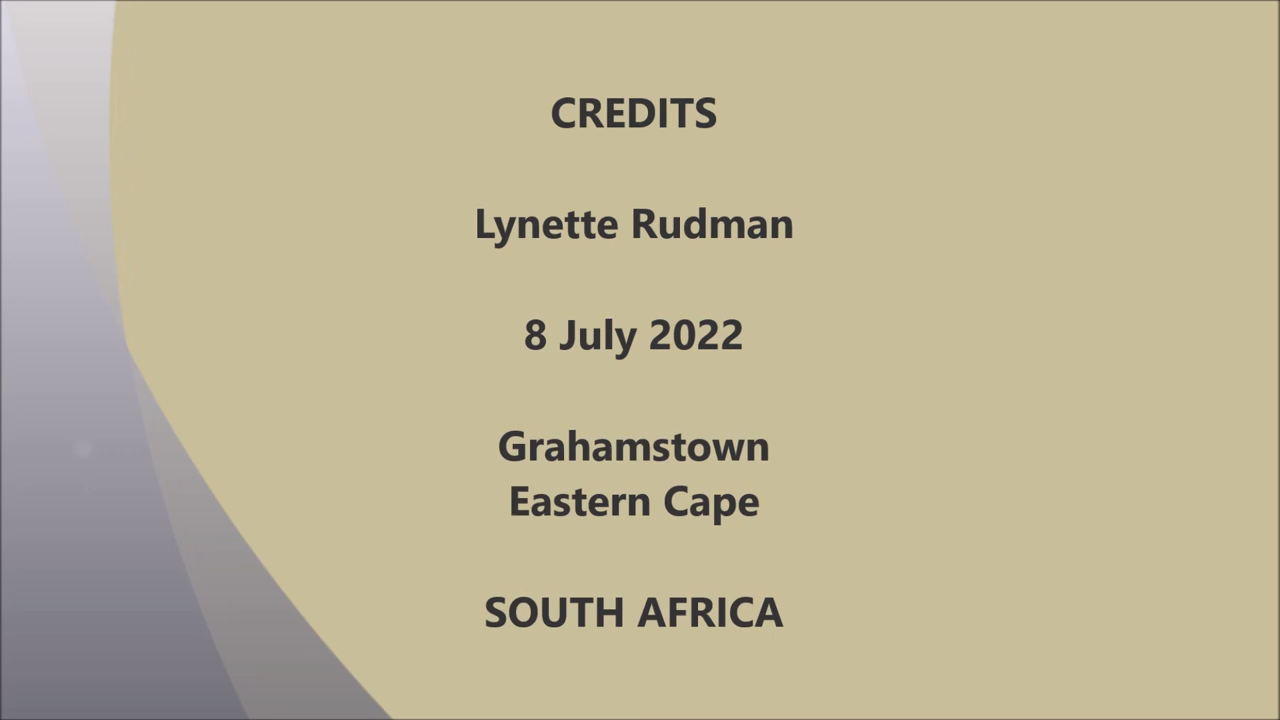 CREDITS
Lynette Rudman
8 July 2022
Grahamstown
Eastern Cape
SOUTH AFRICA